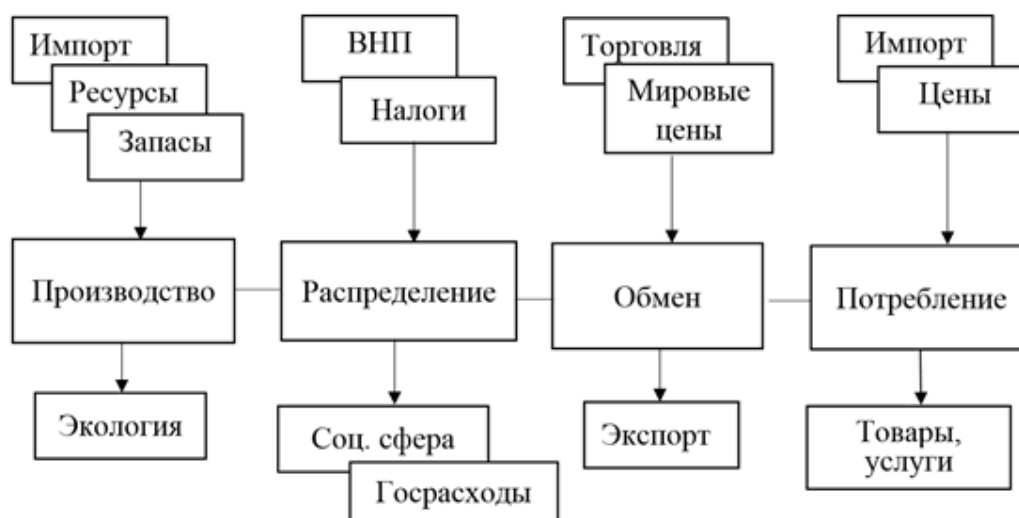 Импорт
Ресурсы
Запасы
ВНП
Налоги
Торговля
Мировые
цены
Импорт
Цены
Производство
Распределение
Обмен
Потребление
Экология
Соц. сфера
Госрасходы
Экспорт
Товары,
услуги